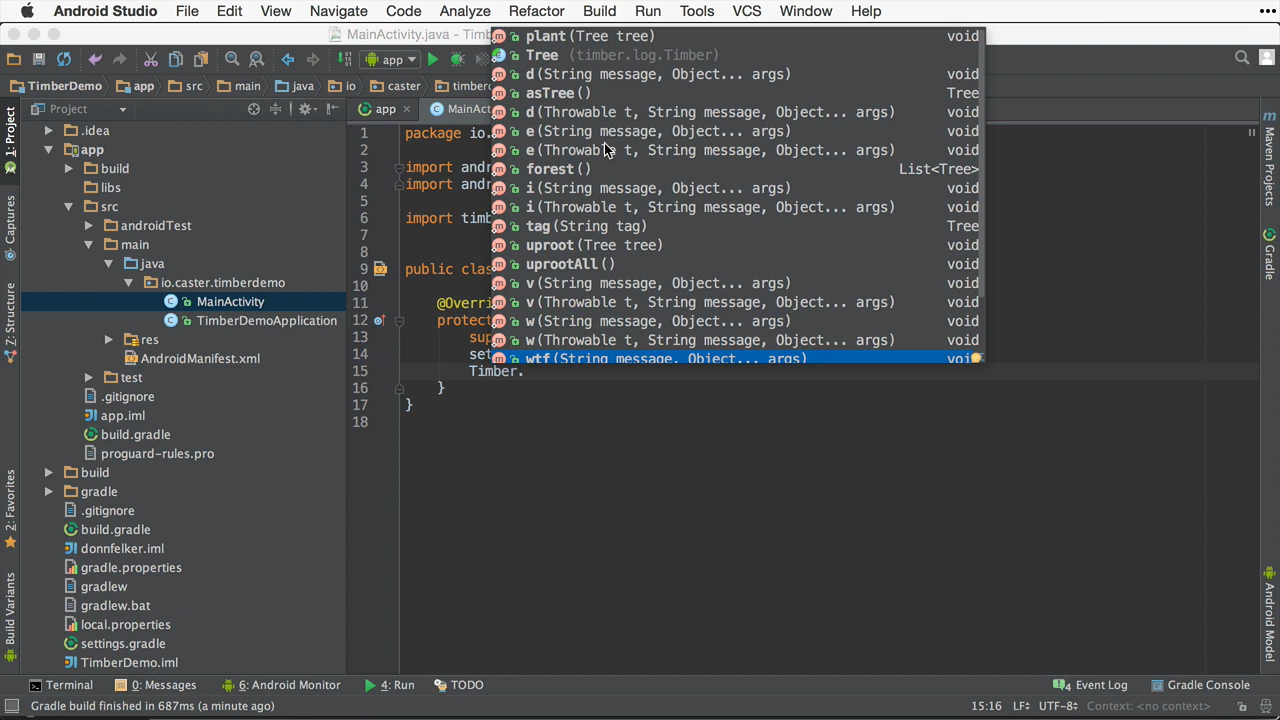 Android Studio File Edit View Navigate Code Analyze Refactor Build Run Tools VCS Window Help
MainActivity.java - Timb
app
TimberDemo app src main java io caster timbere
Project app MainAct
1: Project
Captures
7: Structure
2: Favorites
Build Variants
.idea
app
build
libs
src
androidTest
main
java
io.caster.timberdemo
MainActivity
TimberDemoApplication
res
AndroidManifest.xml
test
.gitignore
app.iml
build.gradle
proguard-rules.pro
build
gradle
.gitignore
build.gradle
donnfelker.iml
gradle.properties
gradlew
gradlew.bat
local.properties
settings.gradle
TimberDemo.iml
1 package io.
2
3 import andr
4 import andr
5
6 import timb
7
8
9 public clas
10
11 @Overri
12 protect
13 sup
14 set
15 Timber.
16 }
17 }
18
plant(Tree tree) void
Tree (timber.log.Timber)
d(String message, Object... args) void
asTree() Tree
d(Throwable t, String message, Object... args) void
e(String message, Object... args) void
e(Throwable t, String message, Object... args) void
forest() List<Tree>
i(String message, Object... args) void
i(Throwable t, String message, Object... args) void
tag(String tag) Tree
uproot(Tree tree) void
uprootAll() void
v(String message, Object... args) void
v(Throwable t, String message, Object... args) void
w(String message, Object... args) void
w(Throwable t, String message, Object... args) void
wtf(String message, Object... args) void
Maven Projects
Gradle
Android Model
Terminal 0: Messages 6: Android Monitor 4: Run TODO Event Log Gradle Console
Gradle build finished in 687ms (a minute ago) 15:16 LF UTF-8 Context: <no context>